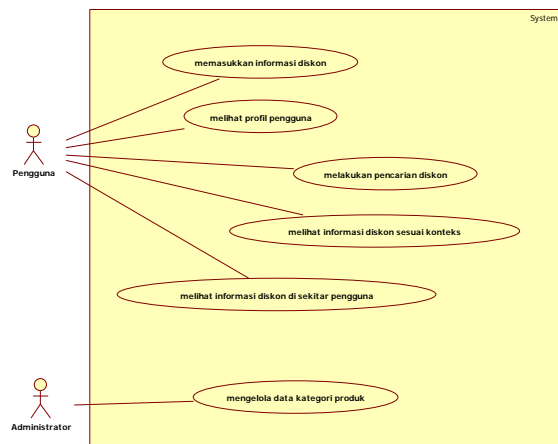 System
memasukkan informasi diskon
melihat profil pengguna
Pengguna
melakukan pencarian diskon
melihat informasi diskon sesuai konteks
melihat informasi diskon di sekitar pengguna
mengelola data kategori produk
Administrator